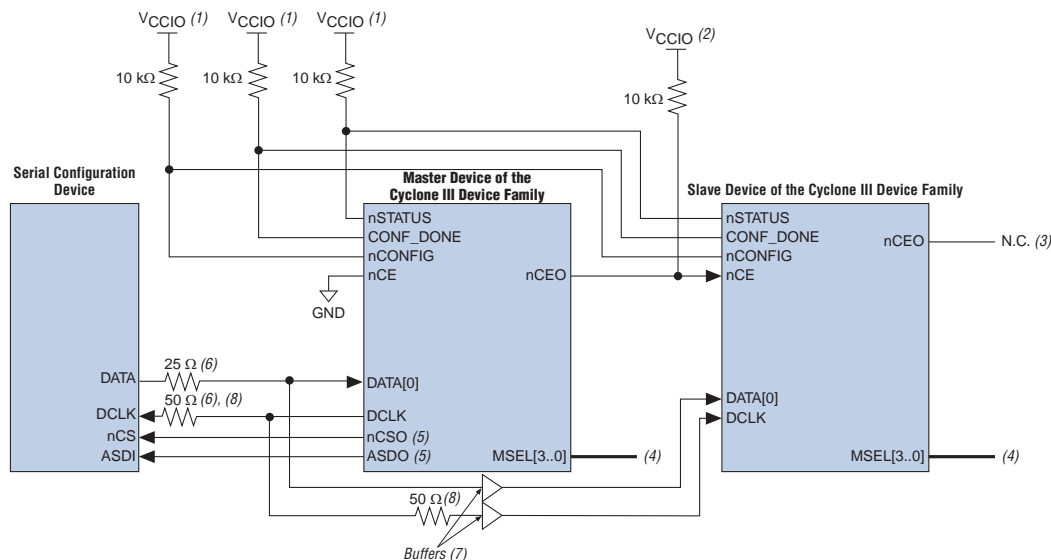 VCCIO (1)
VCCIO (1)
VCCIO (1)
VCCIO (2)
10 kΩ
10 kΩ
10 kΩ
10 kΩ
Serial Configuration
Device
Master Device of the
Cyclone III Device Family
Slave Device of the Cyclone III Device Family
nSTATUS
CONF_DONE
nCONFIG
nCE
nCEO
GND
nSTATUS
CONF_DONE
nCONFIG
nCE
nCEO
N.C. (3)
DATA
25 Ω (6)
DATA[0]
DCLK
50 Ω (6), (8)
DCLK
nCS
nCSO (5)
ASDI
ASDO (5)
MSEL[3..0]
(4)
DATA[0]
DCLK
MSEL[3..0]
(4)
50 Ω (8)
Buffers (7)